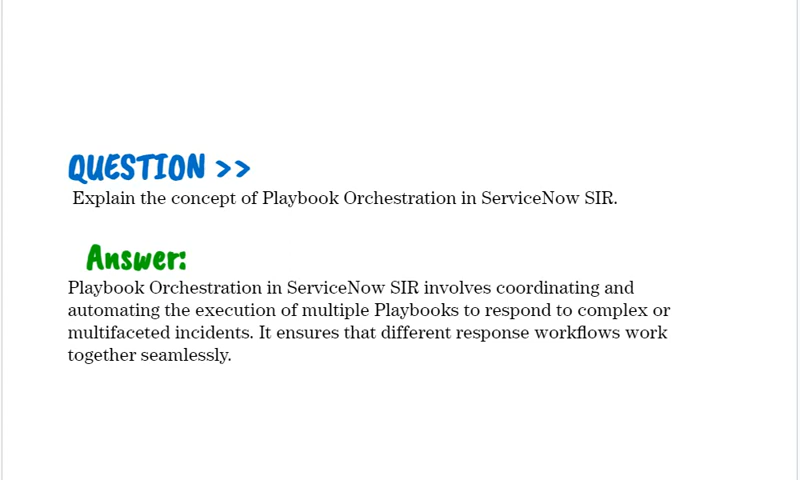 QUESTION >>
Explain the concept of Playbook Orchestration in ServiceNow SIR.
Answer:
Playbook Orchestration in ServiceNow SIR involves coordinating and
automating the execution of multiple Playbooks to respond to complex or
multifaceted incidents. It ensures that different response workflows work
together seamlessly.